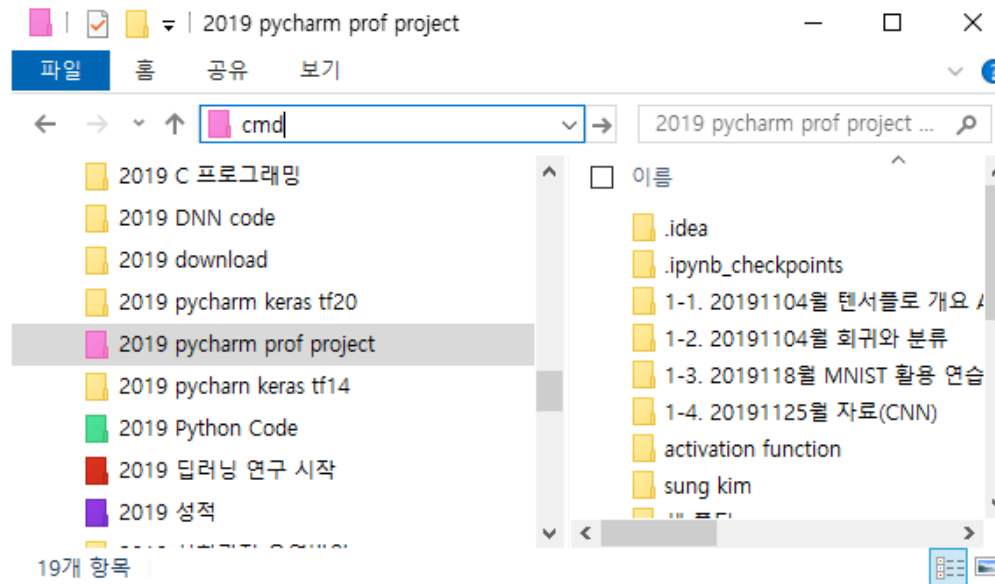 2019 pycharm prof project
파일 홈 공유 보기
cmd
2019 pycharm prof project ...
2019 C 프로그래밍
2019 DNN code
2019 download
2019 pycharm keras tf20
2019 pycharm prof project
2019 pycharn keras tf14
2019 Python Code
2019 딥러닝 연구 시작
2019 성적
이름
.idea
.ipynb_checkpoints
1-1. 20191104월 텐서플로 개요
1-2. 20191104월 회귀와 분류
1-3. 2019118월 MNIST 활용 연습
1-4. 20191125월 자료(CNN)
activation function
sung kim
19개 항목